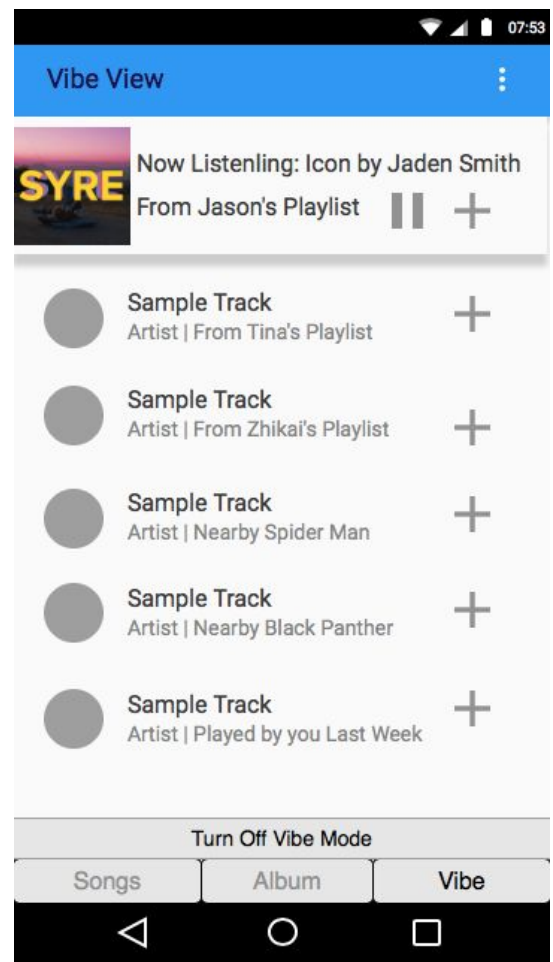 07:53
Vibe View
SYRE
Now Listenling: Icon by Jaden Smith
From Jason's Playlist
Sample Track
Artist | From Tina's Playlist
Sample Track
Artist | From Zhikai's Playlist
Sample Track
Artist | Nearby Spider Man
Sample Track
Artist | Nearby Black Panther
Sample Track
Artist | Played by you Last Week
Turn Off Vibe Mode
Songs Album Vibe